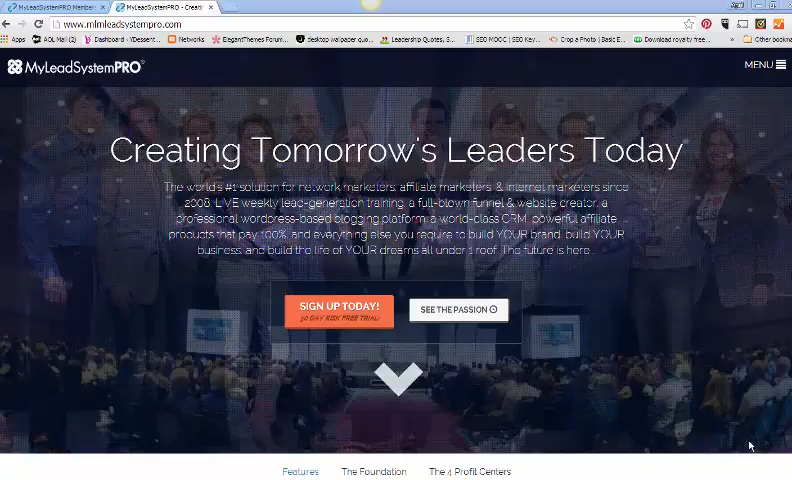 MyLeadSystemPRO Member
MyLeadSystemPRO - Creati
www.mlmleadsystempro.com
Apps
AOL Mail (2)
Dashboard ‹ YDessent...
Networks
ElegantThemes Forum...
desktop wallpaper quo...
Leadership Quotes, S...
SEO MOOC | SEO Key...
Crop a Photo | Basic E...
Download royalty free...
»
Other bookma
MyLeadSystemPRO
MENU
Creating Tomorrow's Leaders Today
The world's #1 solution for network marketers, affiliate marketers, & internet marketers since
2008. LIVE weekly lead-generation training, a full-blown funnel & website creator, a
professional wordpress-based blogging platform, a world-class CRM, powerful affiliate
products that pay 100%, and everything else you require to build YOUR brand, build YOUR
business, and build the life of YOUR dreams all under 1 roof. The future is here...
SIGN UP TODAY!
30 DAY RISK FREE TRIAL!
SEE THE PASSION
Features
The Foundation
The 4 Profit Centers